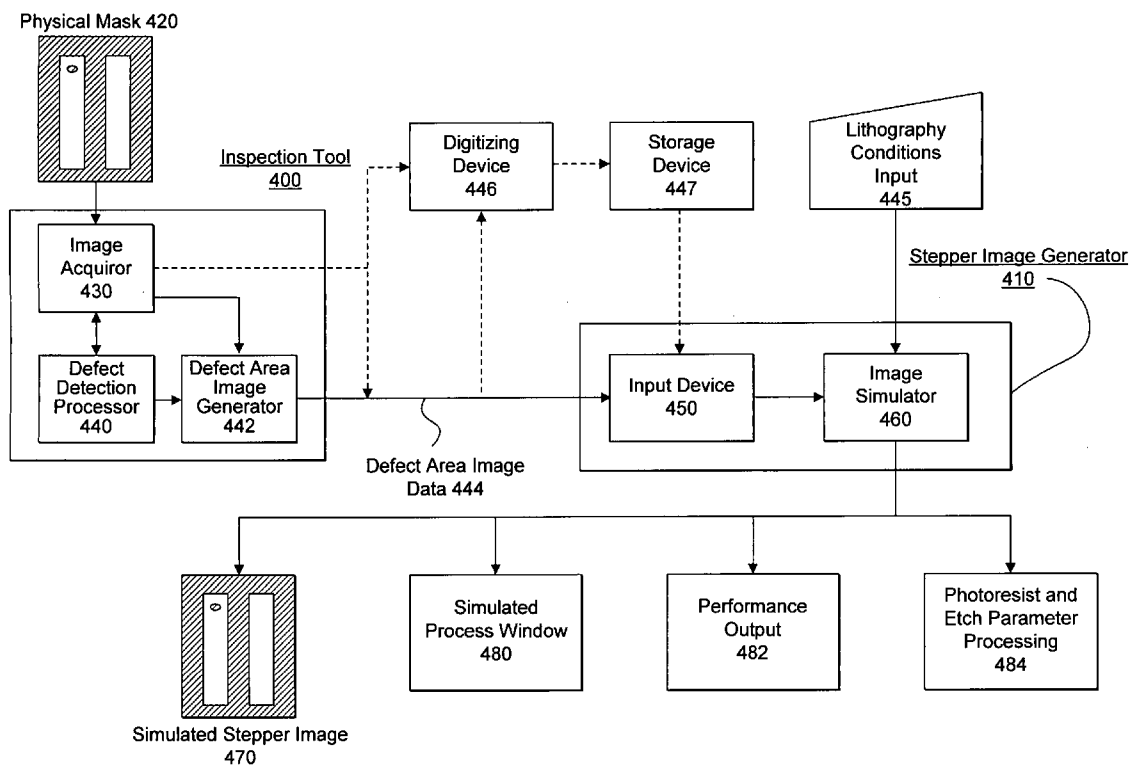 Physical Mask 420
Inspection Tool
400
Digitizing
Device
446
Storage
Device
447
Lithography
Conditions
Input
445
Image
Acquiror
430
Stepper Image Generator
410
Defect
Detection
Processor
440
Defect Area
Image
Generator
442
Input Device
450
Image
Simulator
460
Defect Area Image
Data 444
Simulated
Process Window
480
Performance
Output
482
Photoresist and
Etch Parameter
Processing
484
Simulated Stepper Image
470